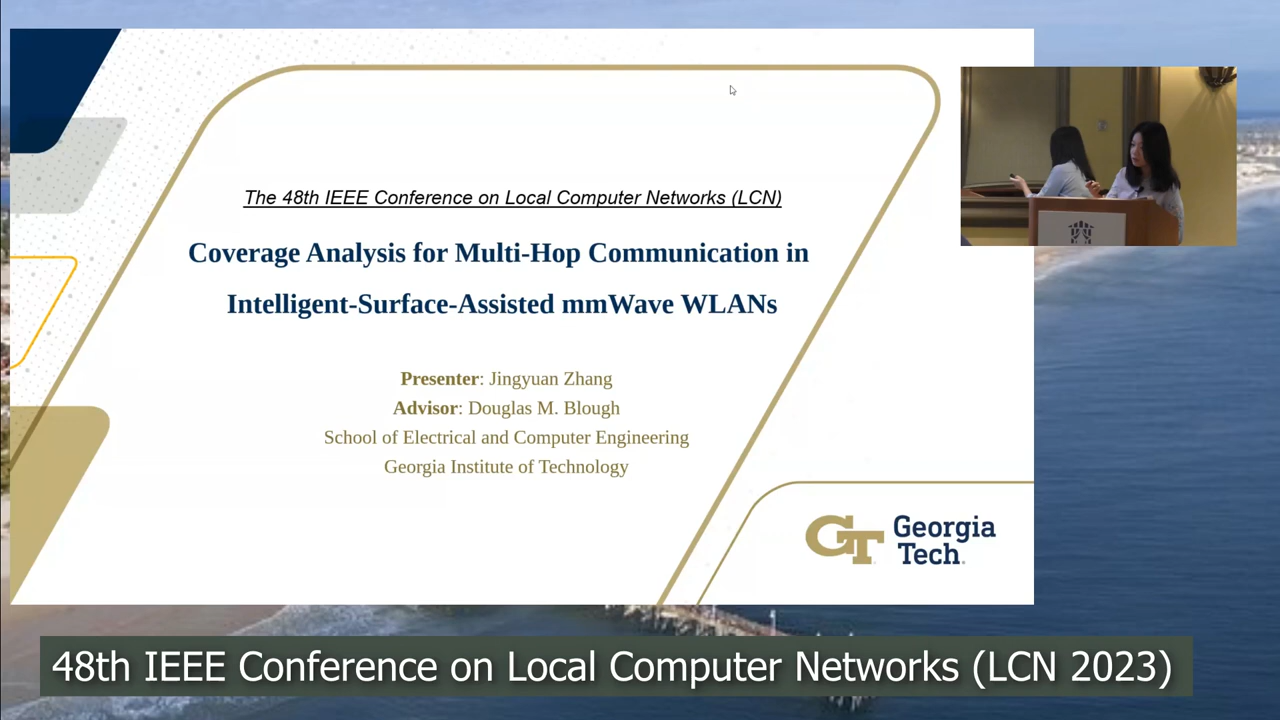 The 48th IEEE Conference on Local Computer Networks (LCN)
Coverage Analysis for Multi-Hop Communication in
Intelligent-Surface-Assisted mmWave WLANs
Presenter: Jingyuan Zhang
Advisor: Douglas M. Blough
School of Electrical and Computer Engineering
Georgia Institute of Technology
GT Georgia
Tech
48th IEEE Conference on Local Computer Networks (LCN 2023)